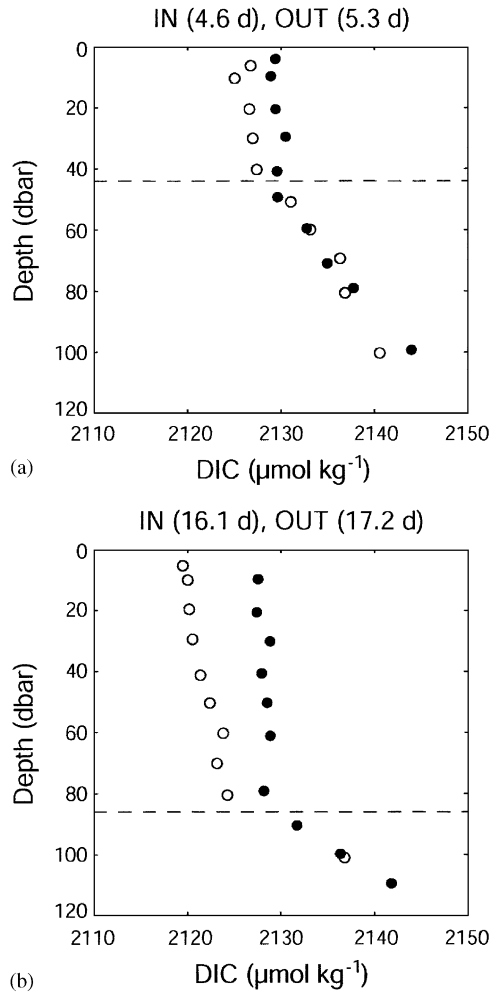 IN (4.6 d), OUT (5.3 d)
0
20
40
60
80
100
120
Depth (dbar)
2110 2120 2130 2140 2150
(a)
DIC (µmol kg-1)
IN (16.1 d), OUT (17.2 d)
0
20
40
60
80
100
120
Depth (dbar)
2110 2120 2130 2140 2150
(b)
DIC (µmol kg-1)